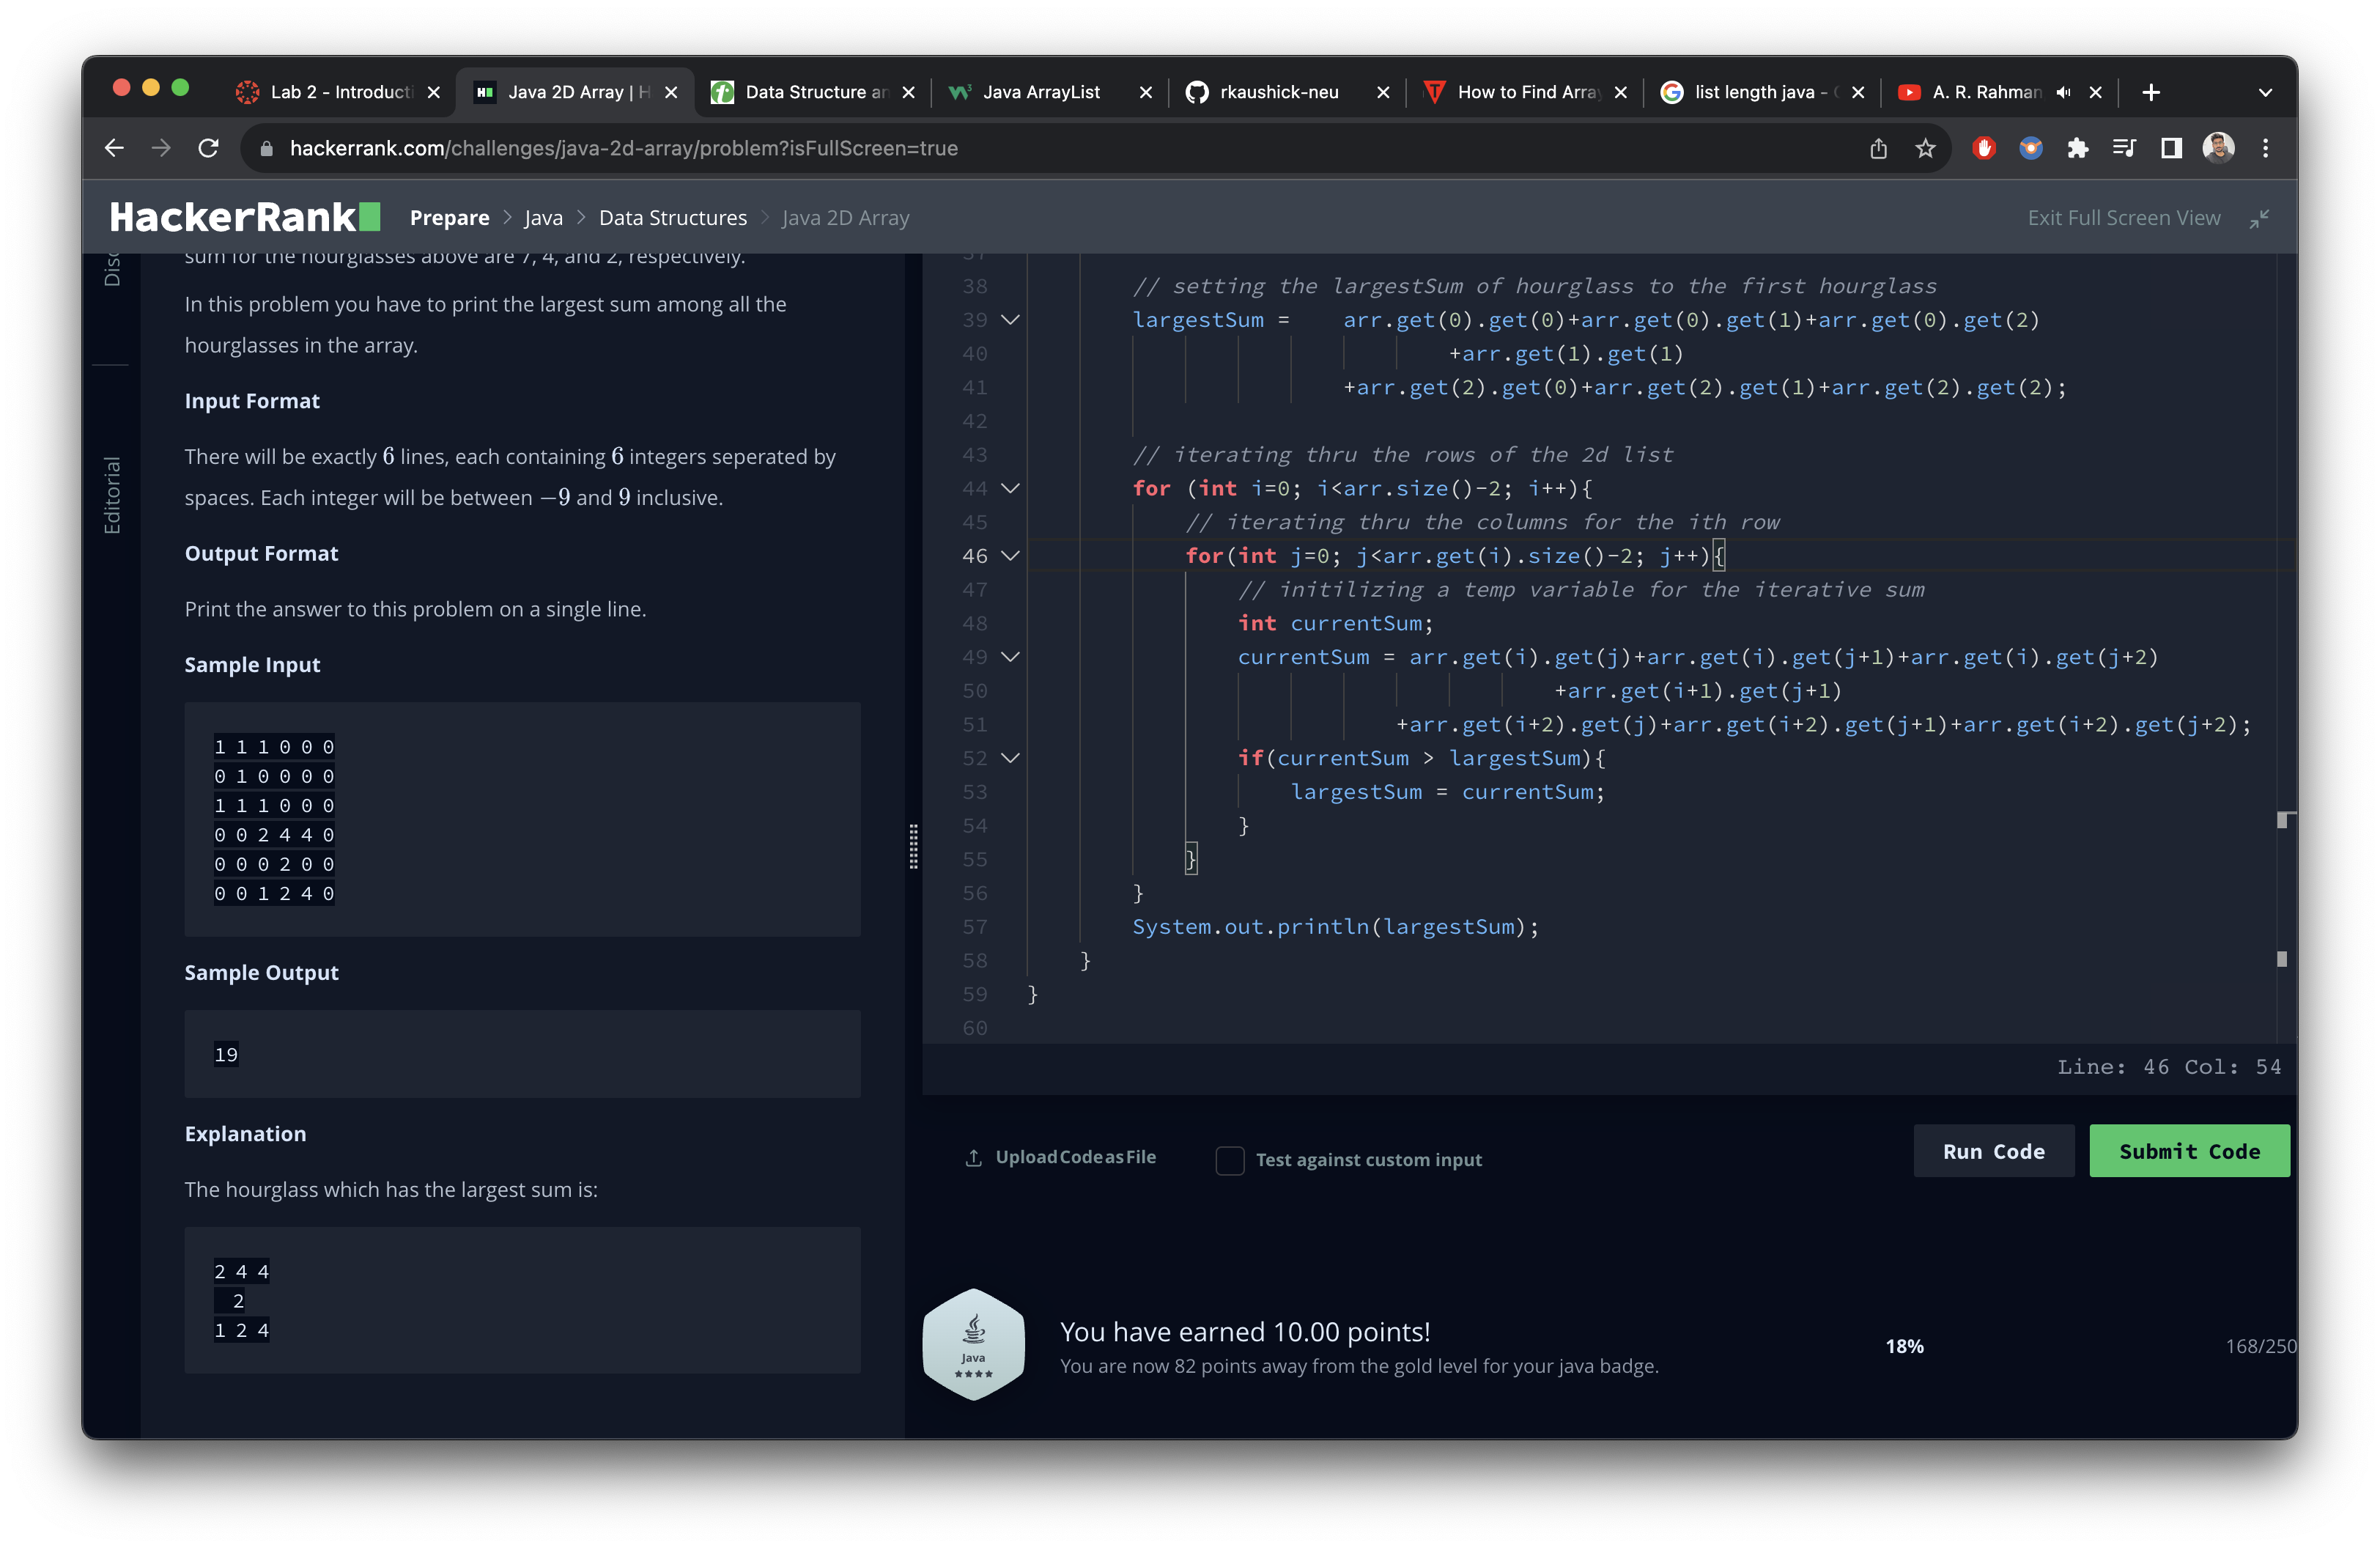 Lab 2 - Introducti
Java 2D Array | H
Data Structure an
Java ArrayList
rkaushick-neu
How to Find Array
list length java -
A. R. Rahman
hackerrank.com/challenges/java-2d-array/problem?isFullScreen=true
HackerRank
Prepare > Java > Data Structures > Java 2D Array
Exit Full Screen View
Disc
Editorial
sum for the hourglasses above are 7, 4, and 2, respectively.
In this problem you have to print the largest sum among all the
hourglasses in the array.
Input Format
There will be exactly 6 lines, each containing 6 integers seperated by
spaces. Each integer will be between −9 and 9 inclusive.
Output Format
Print the answer to this problem on a single line.
Sample Input
1 1 1 0 0 0
0 1 0 0 0 0
1 1 1 0 0 0
0 0 2 4 4 0
0 0 0 2 0 0
0 0 1 2 4 0
Sample Output
19
Explanation
The hourglass which has the largest sum is:
2 4 4
2
1 2 4
37
38 // setting the largestSum of hourglass to the first hourglass
39 largestSum = arr.get(0).get(0)+arr.get(0).get(1)+arr.get(0).get(2)
40 +arr.get(1).get(1)
41 +arr.get(2).get(0)+arr.get(2).get(1)+arr.get(2).get(2);
42
43 // iterating thru the rows of the 2d list
44 for (int i=0; i<arr.size()-2; i++){
45 // iterating thru the columns for the ith row
46 for(int j=0; j<arr.get(i).size()-2; j++){
47 // initilizing a temp variable for the iterative sum
48 int currentSum;
49 currentSum = arr.get(i).get(j)+arr.get(i).get(j+1)+arr.get(i).get(j+2)
50 +arr.get(i+1).get(j+1)
51 +arr.get(i+2).get(j)+arr.get(i+2).get(j+1)+arr.get(i+2).get(j+2);
52 if(currentSum > largestSum){
53 largestSum = currentSum;
54 }
55 }
56 }
57 System.out.println(largestSum);
58 }
59 }
60
Line: 46 Col: 54
Upload Code as File
Test against custom input
Run Code
Submit Code
Java
You have earned 10.00 points!
You are now 82 points away from the gold level for your java badge.
18%
168/250